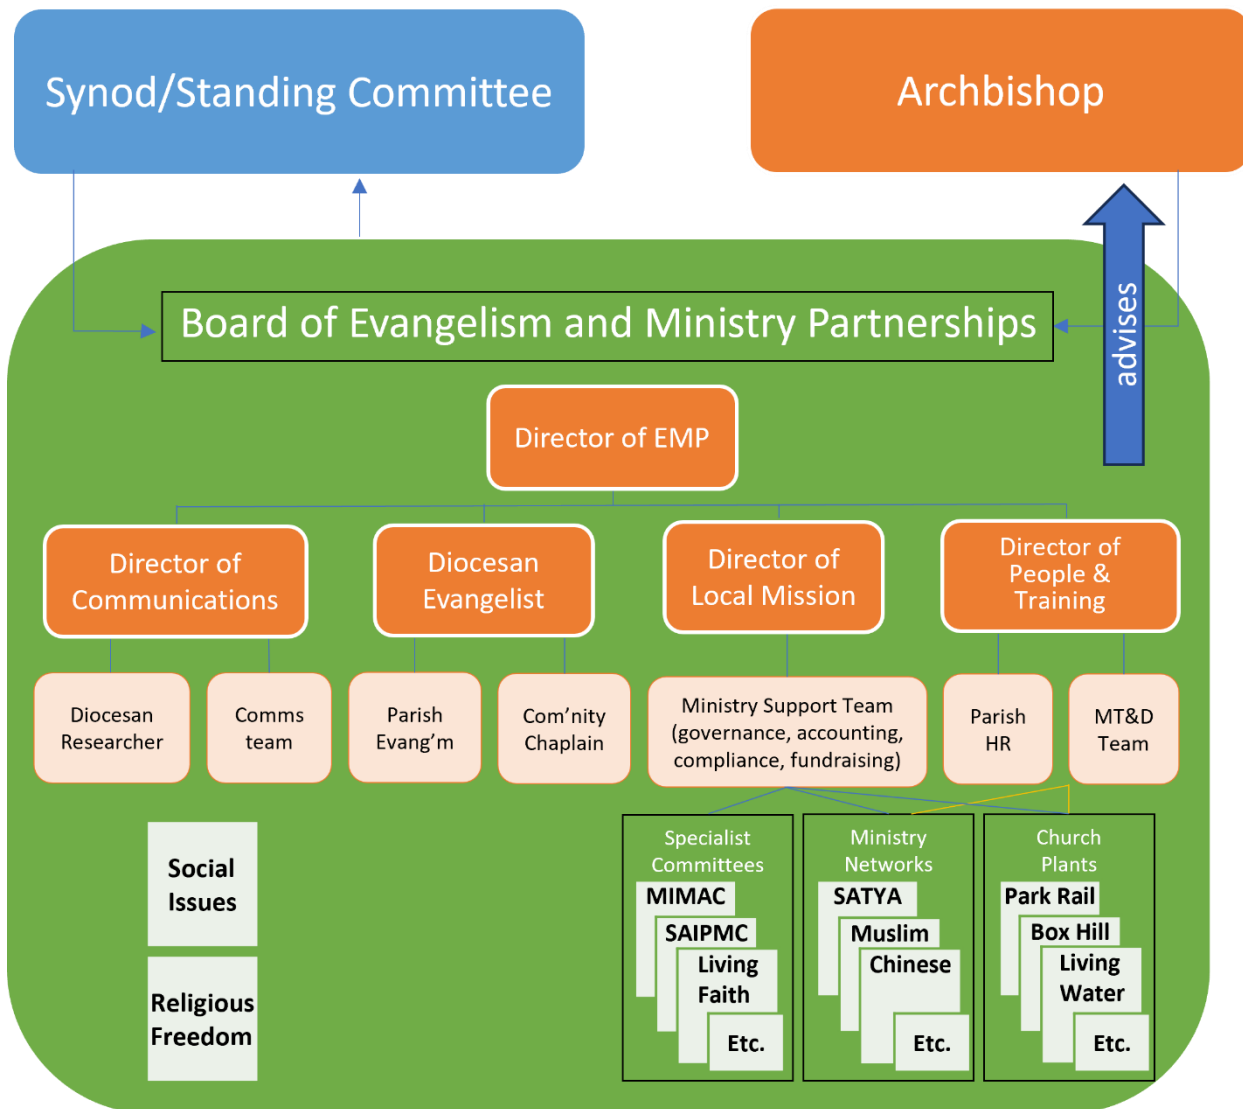 Synod/Standing Committee
Archbishop
advises
Board of Evangelism and Ministry Partnerships
Director of EMP
Director of
Communications
Diocesan
Evangelist
Director of
Local Mission
Director of
People &
Training
Diocesan
Researcher
Comms
team
Parish
Evang'm
Com'nity
Chaplain
Ministry Support Team
(governance, accounting,
compliance, fundraising)
Parish
HR
MT&D
Team
Social
Issues
Religious
Freedom
Specialist
Committees
MIMAC
SAIPMC
Living
Faith
Etc.
Ministry
Networks
SATYA
Muslim
Chinese
Etc.
Church
Plants
Park Rail
Box Hill
Living
Water
Etc.